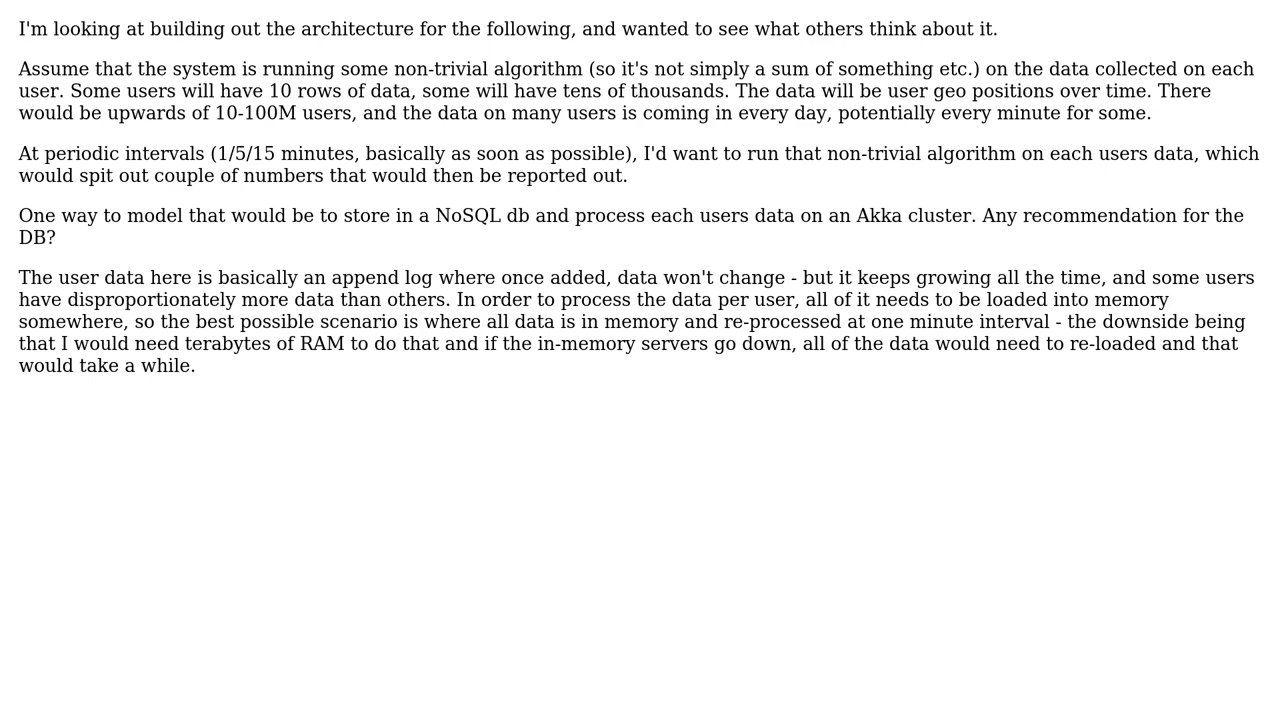 I'm looking at building out the architecture for the following, and wanted to see what others think about it.
Assume that the system is running some non-trivial algorithm (so it's not simply a sum of something etc.) on the data collected on each
user. Some users will have 10 rows of data, some will have tens of thousands. The data will be user geo positions over time. There
would be upwards of 10-100M users, and the data on many users is coming in every day, potentially every minute for some.
At periodic intervals (1/5/15 minutes, basically as soon as possible), I'd want to run that non-trivial algorithm on each users data, which
would spit out couple of numbers that would then be reported out.
One way to model that would be to store in a NoSQL db and process each users data on an Akka cluster. Any recommendation for the
DB?
The user data here is basically an append log where once added, data won't change - but it keeps growing all the time, and some users
have disproportionately more data than others. In order to process the data per user, all of it needs to be loaded into memory
somewhere, so the best possible scenario is where all data is in memory and re-processed at one minute interval - the downside being
that I would need terabytes of RAM to do that and if the in-memory servers go down, all of the data would need to re-loaded and that
would take a while.